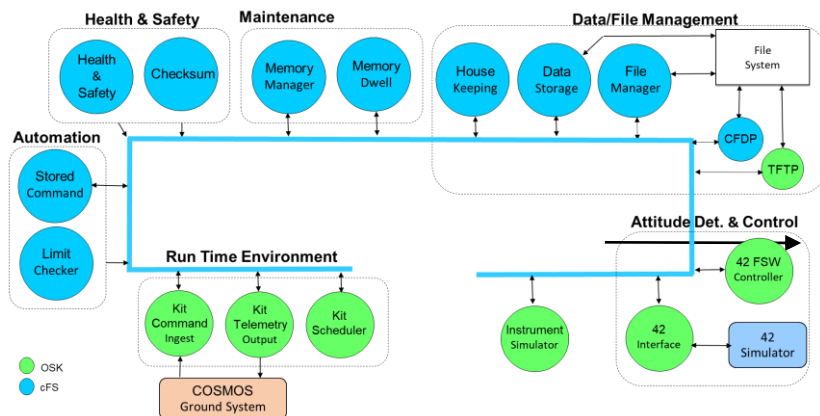 Health & Safety
Maintenance
Data/File Management
Health
&
Safety
Checksum
Memory
Manager
Memory
Dwell
House
Keeping
Data
Storage
File
Manager
File
System
CFDP
TFTP
Automation
Stored
Command
Limit
Checker
Run Time Environment
Kit
Command
Ingest
Kit
Telemetry
Output
Kit
Scheduler
COSMOS
Ground System
Attitude Det. & Control
42 FSW
Controller
Instrument
Simulator
42
Interface
42
Simulator
OSK
cFS